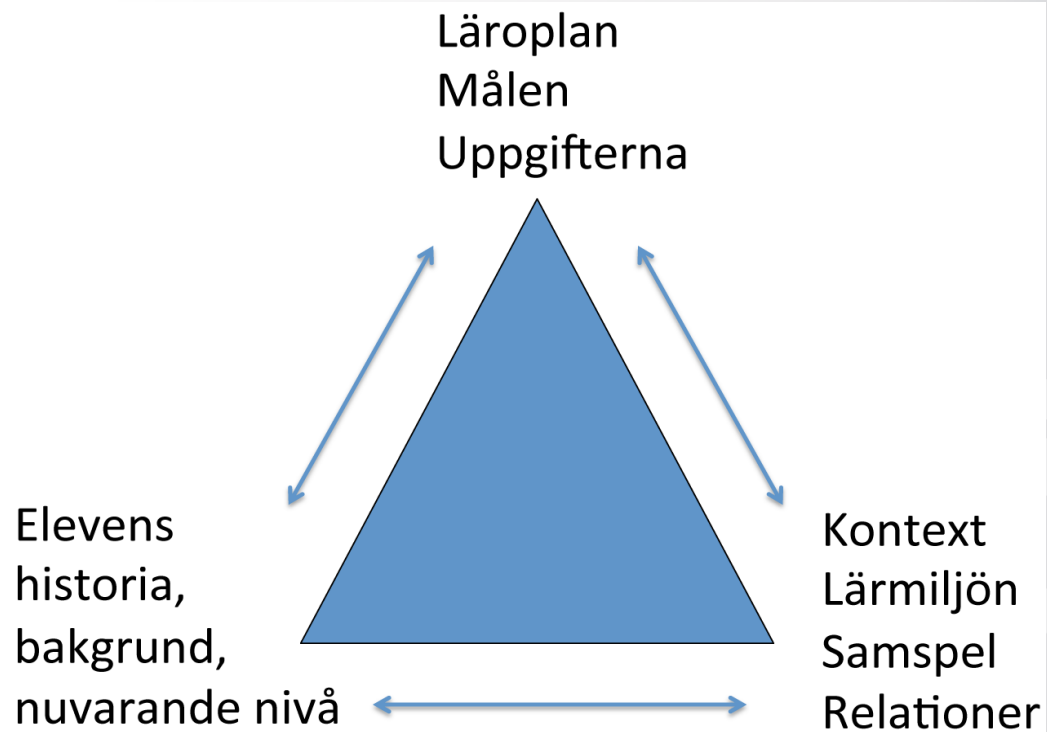 Läroplan
Målen
Uppgifterna
Elevens
historia,
bakgrund,
nuvarande nivå
Kontext
Lärmiljön
Samspel
Relationer